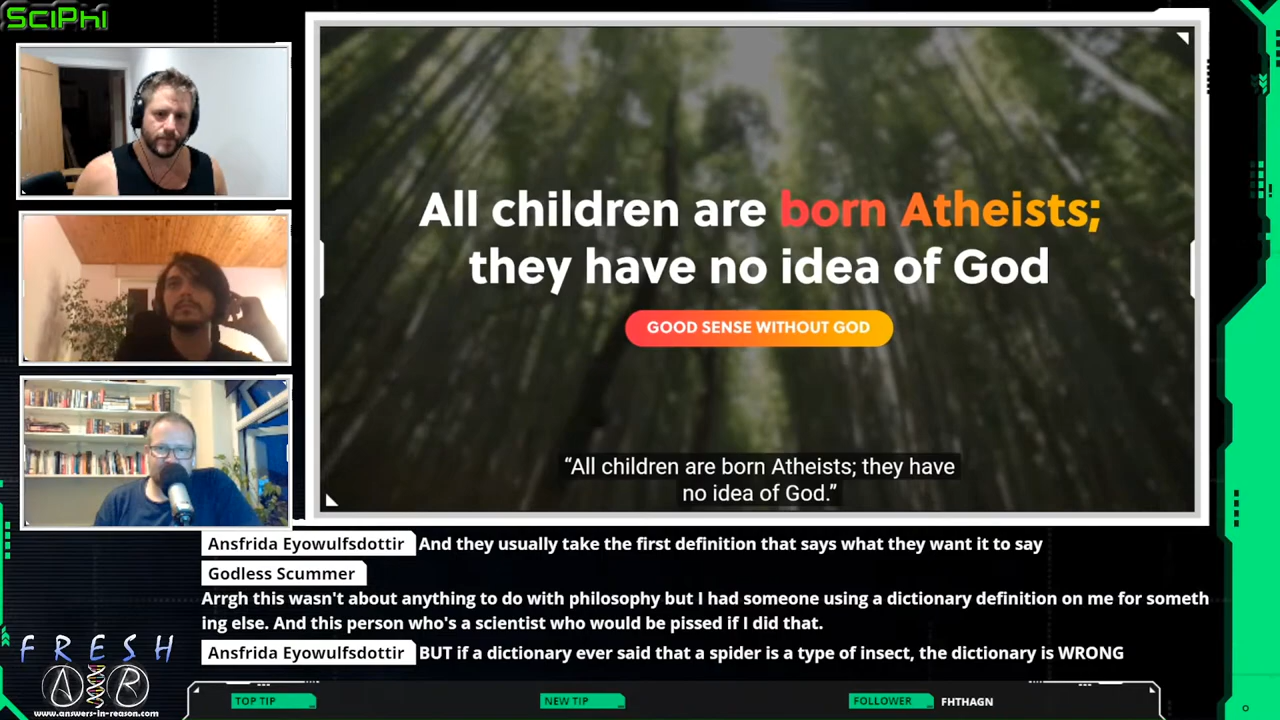 SciPhi
All children are born Atheists;
they have no idea of God
GOOD SENSE WITHOUT GOD
“All children are born Atheists; they have
no idea of God.”
Ansfrida Eyowulfsdottir And they usually take the first definition that says what they want it to say
Godless Scummer
Arrgh this wasn't about anything to do with philosophy but I had someone using a dictionary definition on me for someth
ing else. And this person who's a scientist who would be pissed if I did that.
Ansfrida Eyowulfsdottir BUT if a dictionary ever said that a spider is a type of insect, the dictionary is WRONG
FRESH
AiR
www.answers-in-reason.com
TOP TIP NEW TIP FOLLOWER FHTHAGN